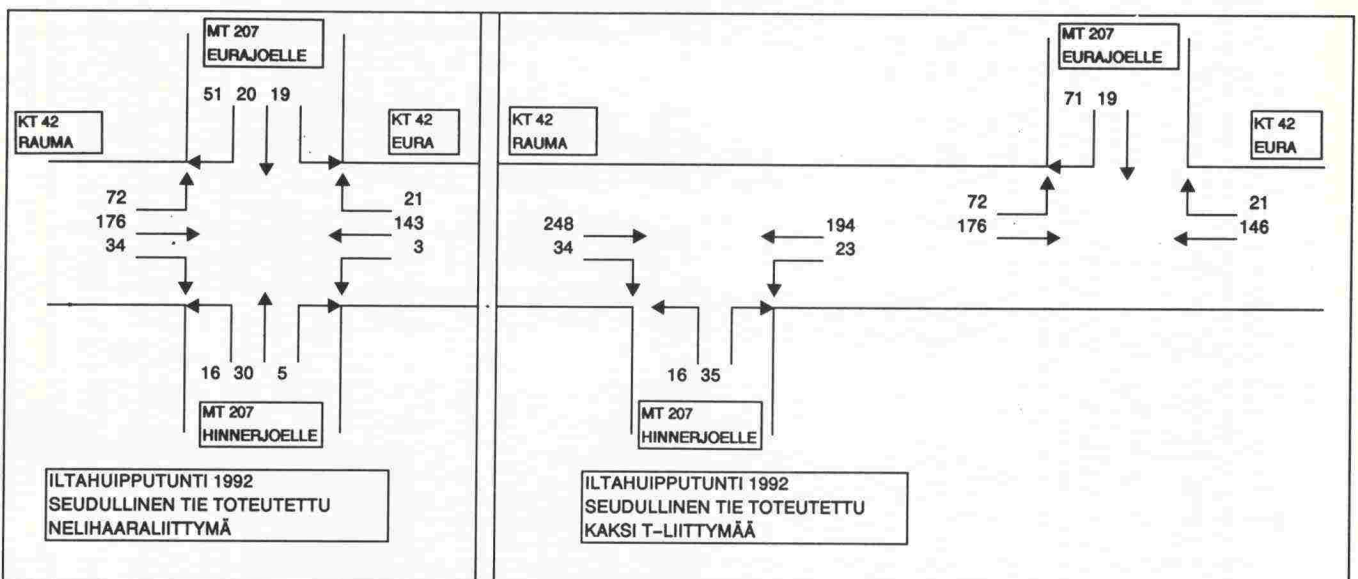 MT 207
EURAJOELLE
51 20 19
KT 42
RAUMA
KT 42
EURA
72
176
34
21
143
3
16 30 5
MT 207
HINNERJOELLE
ILTAHUIPPUTUNTI 1992
SEUDULLINEN TIE TOTEUTETTU
NELIHAARALIITTYMÄ
KT 42
RAUMA
MT 207
EURAJOELLE
71 19
KT 42
EURA
72
176
21
146
248
34
194
23
16 35
MT 207
HINNERJOELLE
ILTAHUIPPUTUNTI 1992
SEUDULLINEN TIE TOTEUTETTU
KAKSI T-LIITTYMÄÄ